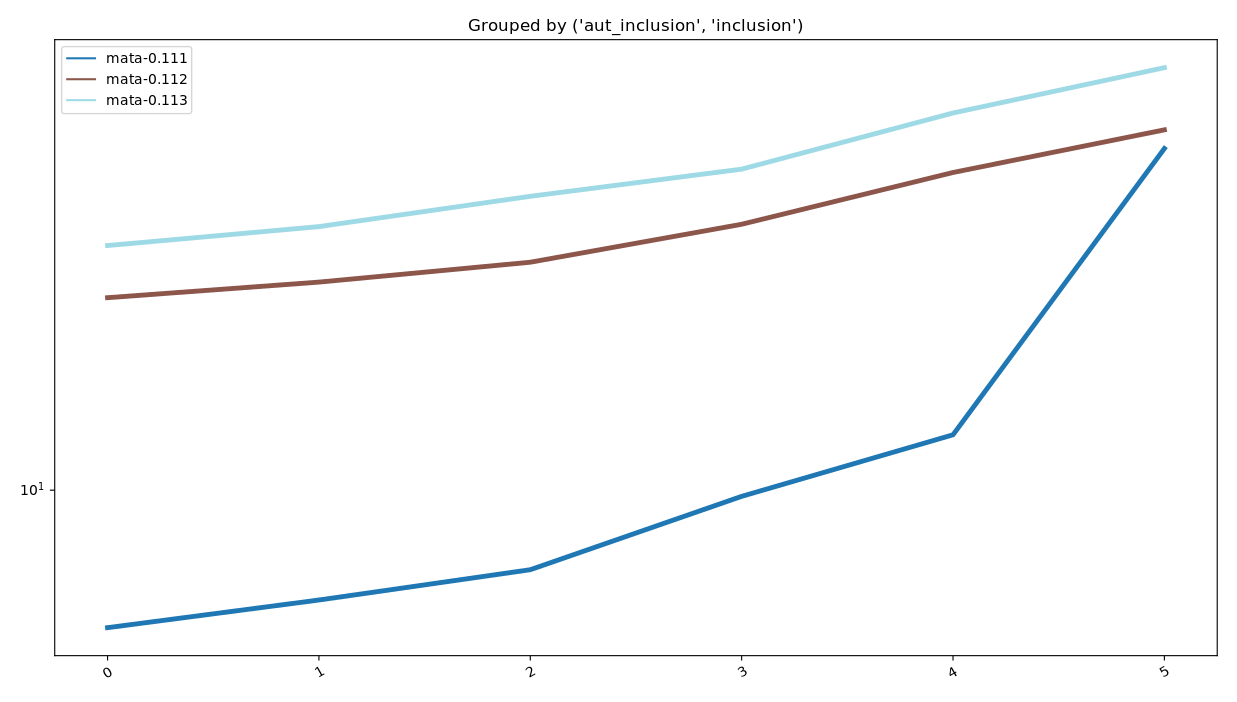 Grouped by ('aut_inclusion', 'inclusion')
mata-0.111
mata-0.112
mata-0.113
10¹
0 1 2 3 4 5